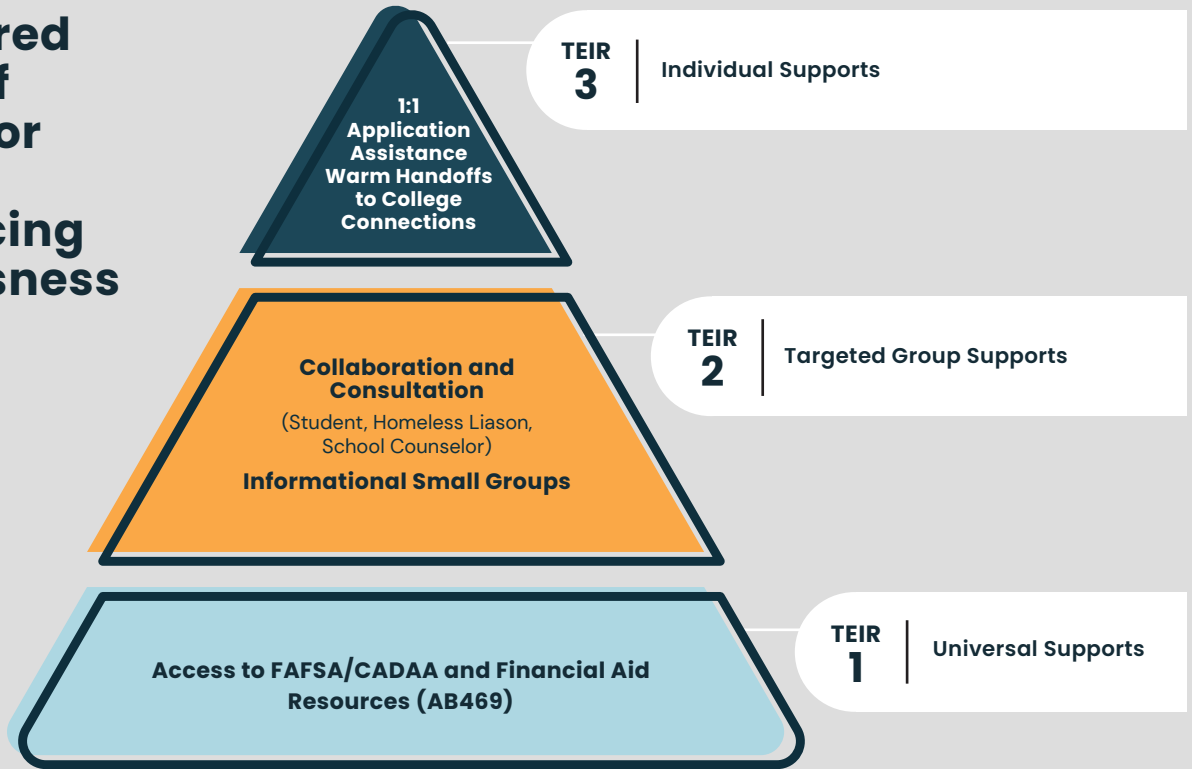 red
f
or
cing
sness
1:1
Application
Assistance
Warm Handoffs
to College
Connections
TEIR
3
Individual Supports
Collaboration and
Consultation
(Student, Homeless Liason,
School Counselor)
Informational Small Groups
TEIR
2
Targeted Group Supports
Access to FAFSA/CADAA and Financial Aid
Resources (AB469)
TEIR
1
Universal Supports